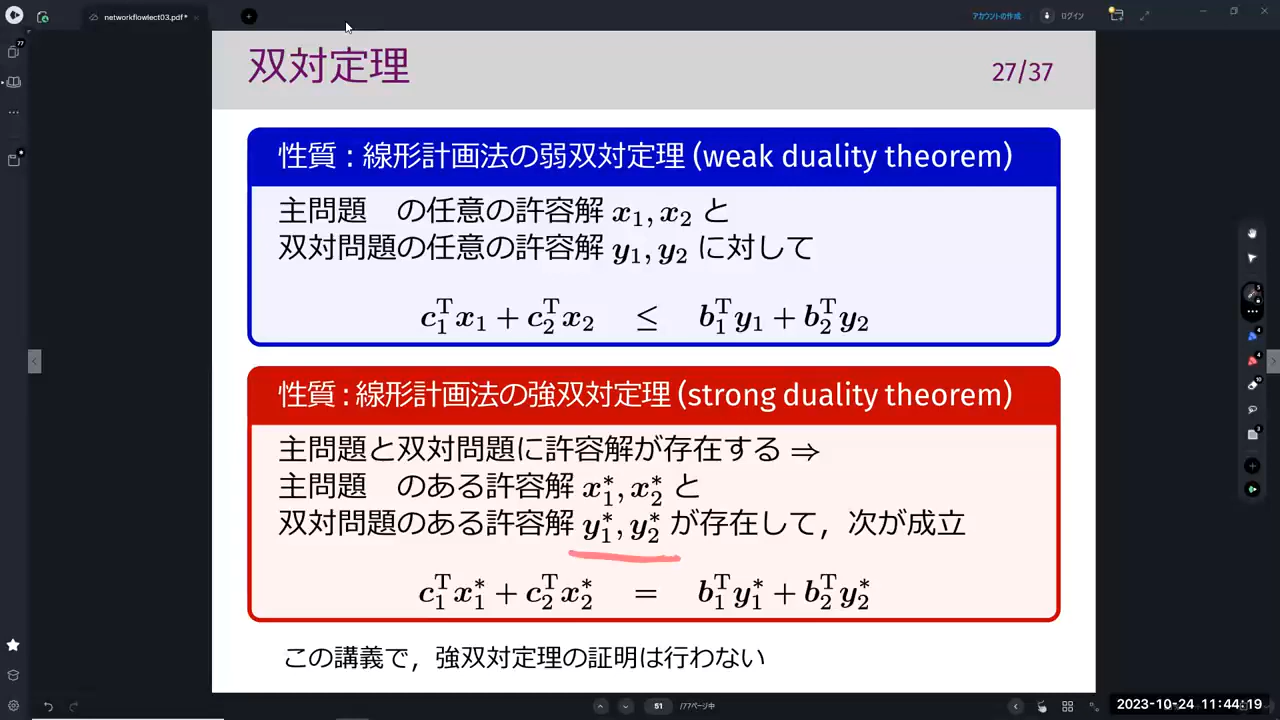 networkflowlect03.pdf*
アカウントの作成
ログイン
77
双対定理
27/37
性質 : 線形計画法の弱双対定理 (weak duality theorem)
主問題　の任意の許容解 x₁, x₂ と
双対問題の任意の許容解 y₁, y₂ に対して
c₁ᵀx₁ + c₂ᵀx₂ ≤ b₁ᵀy₁ + b₂ᵀy₂
性質 : 線形計画法の強双対定理 (strong duality theorem)
主問題と双対問題に許容解が存在する ⇒
主問題　のある許容解 x₁*, x₂* と
双対問題のある許容解 y₁*, y₂* が存在して，次が成立
c₁ᵀx₁* + c₂ᵀx₂* = b₁ᵀy₁* + b₂ᵀy₂*
この講義で，強双対定理の証明は行わない
51 /77ページ中
2023-10-24 11:44:19